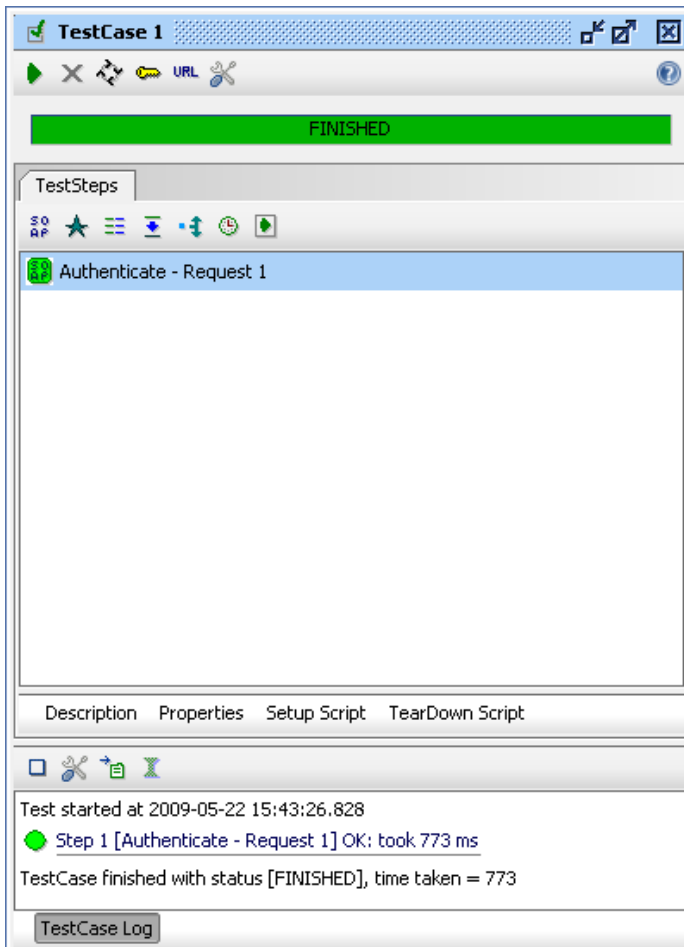 TestCase 1
URL
FINISHED
TestSteps
SO
AP
SO
AP
Authenticate - Request 1
Description Properties Setup Script TearDown Script
Test started at 2009-05-22 15:43:26.828
Step 1 [Authenticate - Request 1] OK: took 773 ms
TestCase finished with status [FINISHED], time taken = 773
TestCase Log